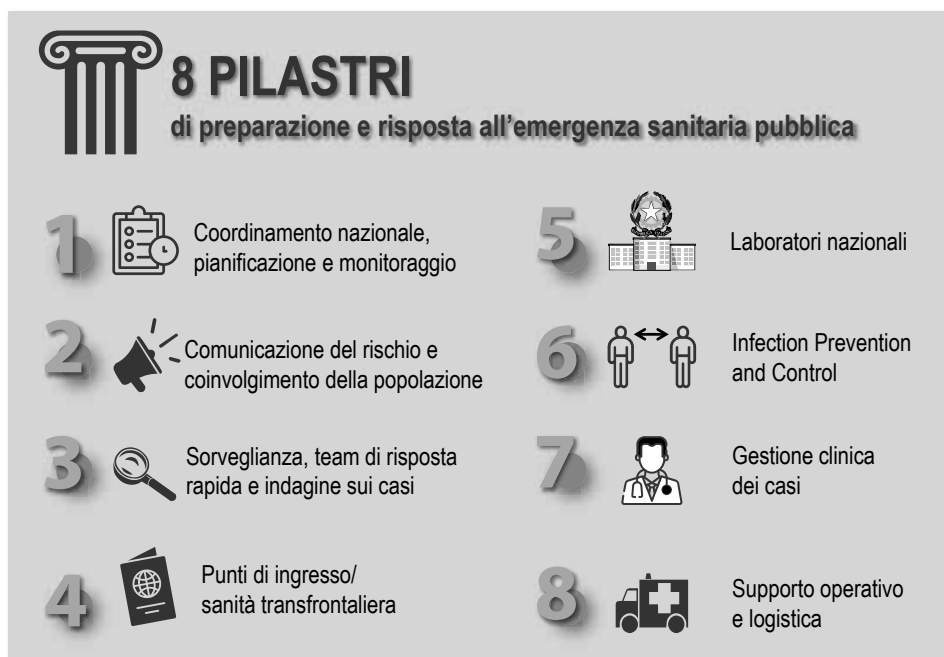 8 PILASTRI
di preparazione e risposta all’emergenza sanitaria pubblica
1
Coordinamento nazionale,
pianificazione e monitoraggio
2
Comunicazione del rischio e
coinvolgimento della popolazione
3
Sorveglianza, team di risposta
rapida e indagine sui casi
4
Punti di ingresso/
sanità transfrontaliera
5
Laboratori nazionali
6
Infection Prevention
and Control
7
Gestione clinica
dei casi
8
Supporto operativo
e logistica